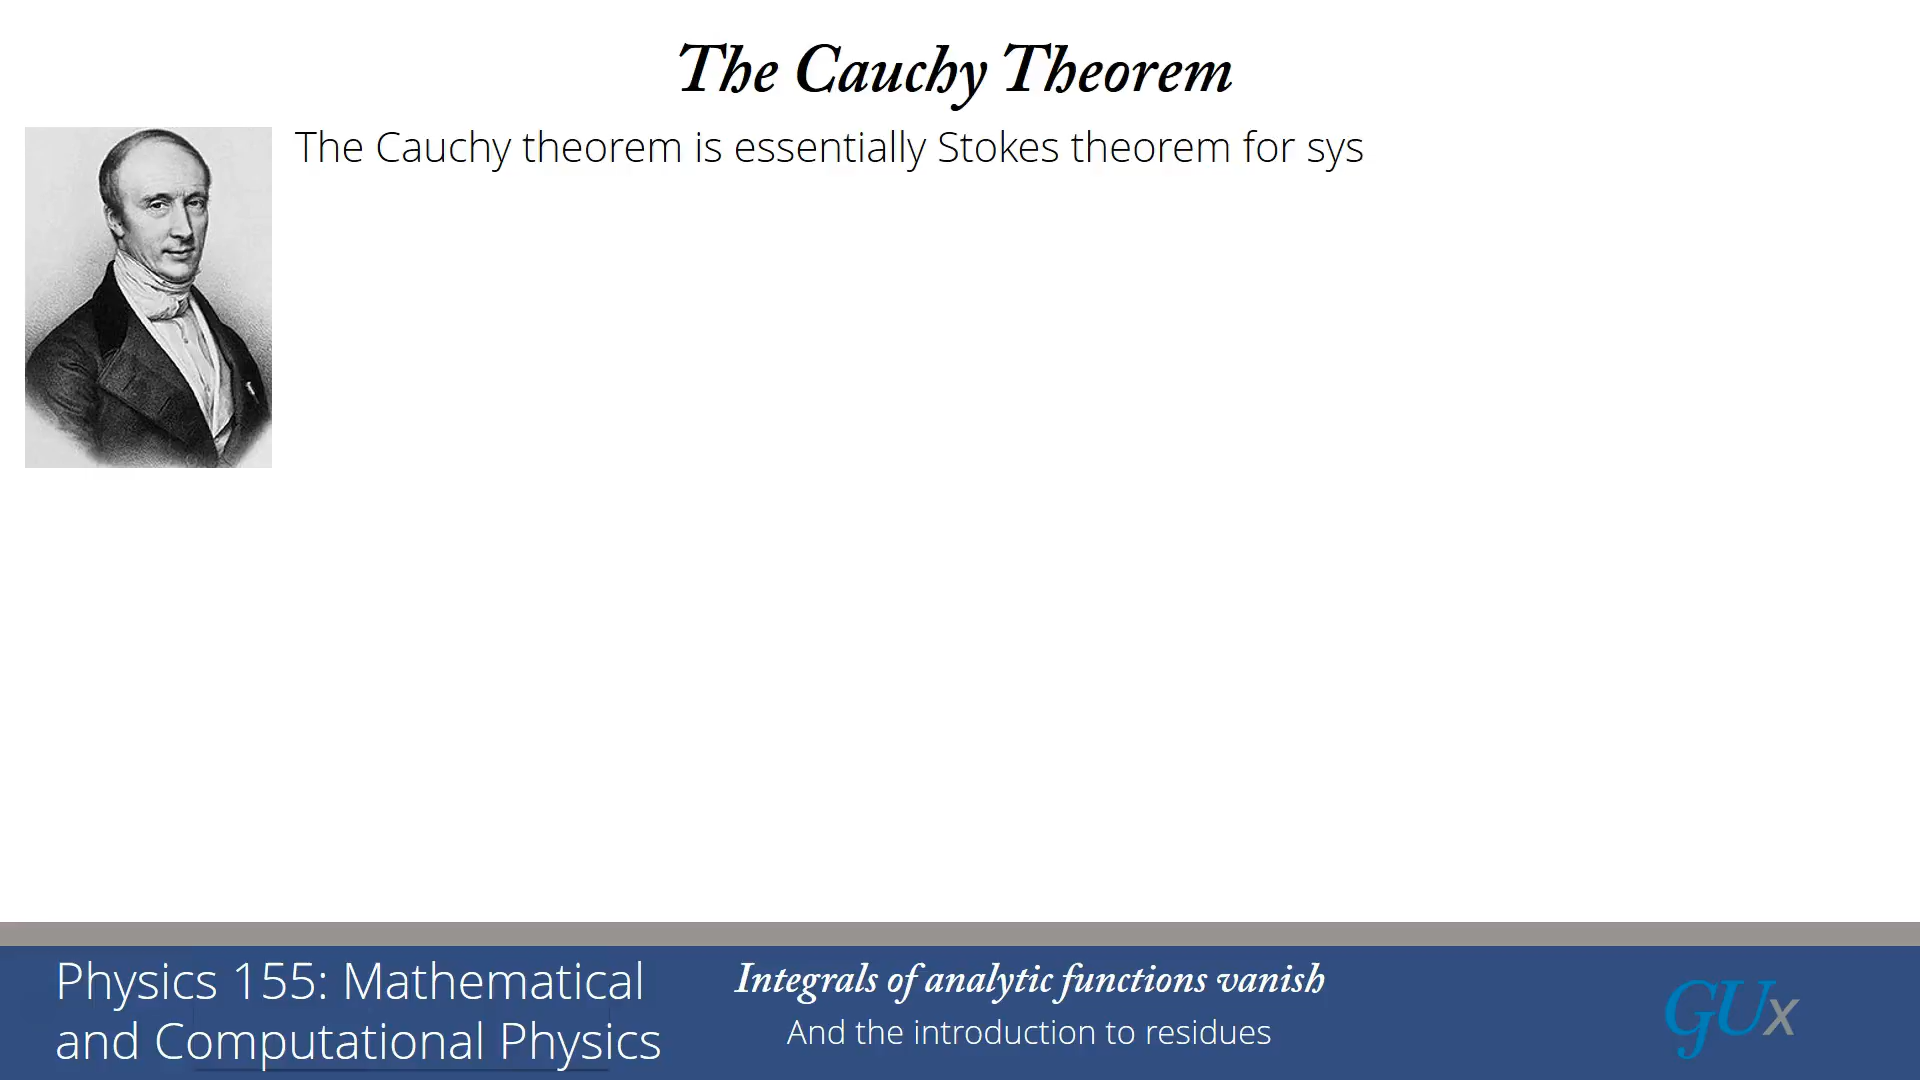 The Cauchy Theorem
The Cauchy theorem is essentially Stokes theorem for sys
Physics 155: Mathematical
and Computational Physics
Integrals of analytic functions vanish
And the introduction to residues
GUx